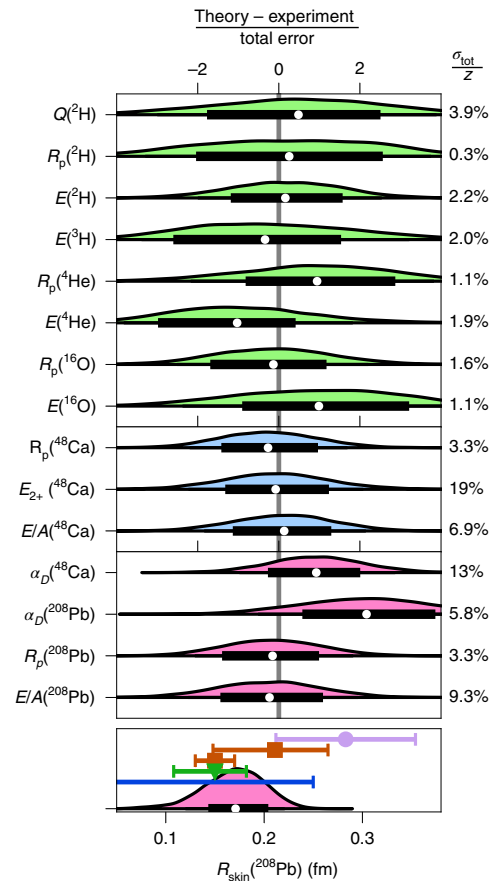 Theory – experiment
total error
σtot
z
−2 0 2
Q(²H) 3.9%
Rp(²H) 0.3%
E(²H) 2.2%
E(³H) 2.0%
Rp(⁴He) 1.1%
E(⁴He) 1.9%
Rp(¹⁶O) 1.6%
E(¹⁶O) 1.1%
Rp(⁴⁸Ca) 3.3%
E2+ (⁴⁸Ca) 19%
E/A(⁴⁸Ca) 6.9%
αD(⁴⁸Ca) 13%
αD(²⁰⁸Pb) 5.8%
Rp(²⁰⁸Pb) 3.3%
E/A(²⁰⁸Pb) 9.3%
0.1 0.2 0.3
Rskin(²⁰⁸Pb) (fm)